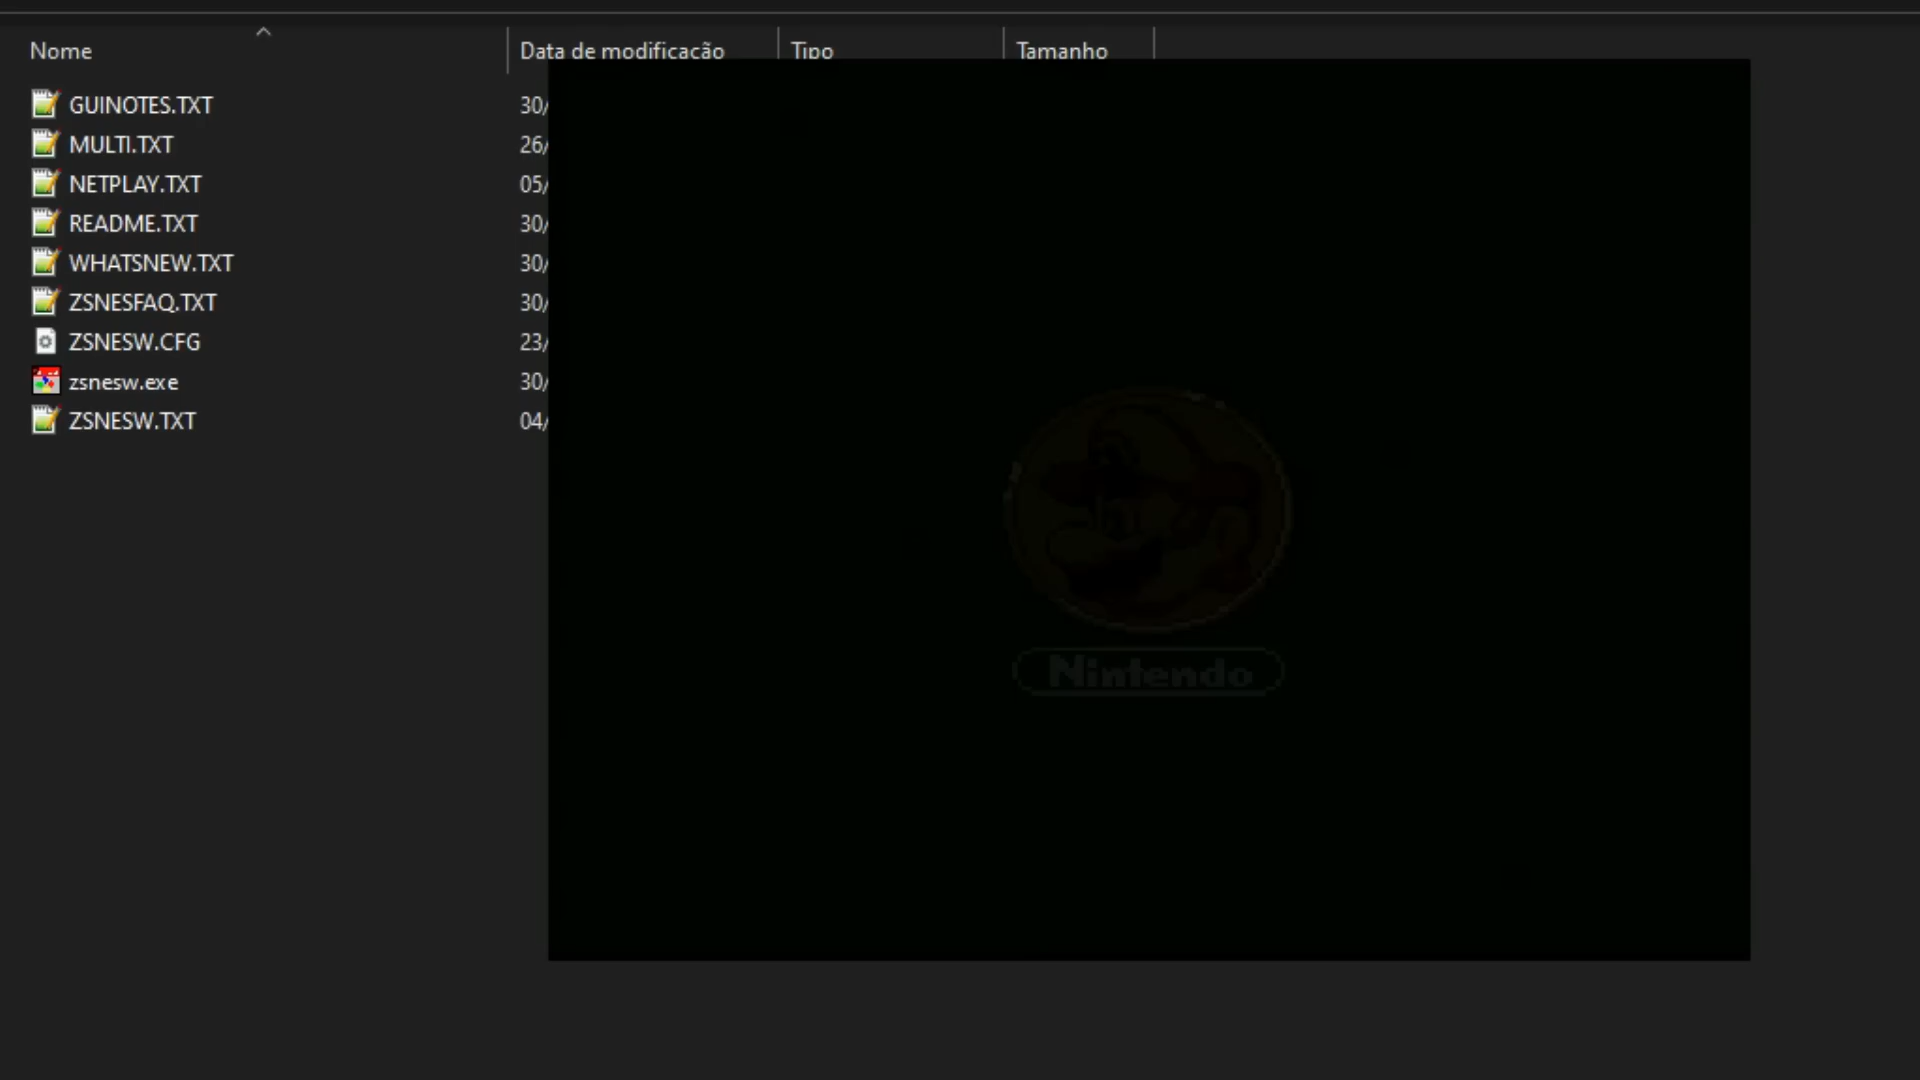 Nome Data de modificação Tipo Tamanho
GUINOTES.TXT 30/
MULTI.TXT 26/
NETPLAY.TXT 05/
README.TXT 30/
WHATSNEW.TXT 30/
ZSNESFAQ.TXT 30/
ZSNESW.CFG 23/
zsnesw.exe 30/
ZSNESW.TXT 04/
Nintendo